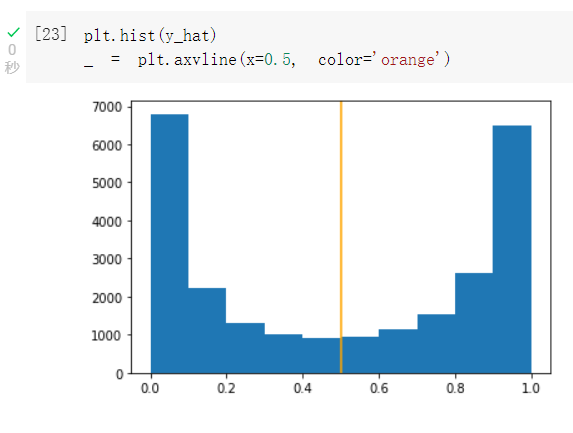 [23] plt.hist(y_hat)
0
_ = plt.axvline(x=0.5, color='orange')
秒
7000
6000
5000
4000
3000
2000
1000
0
0.0 0.2 0.4 0.6 0.8 1.0